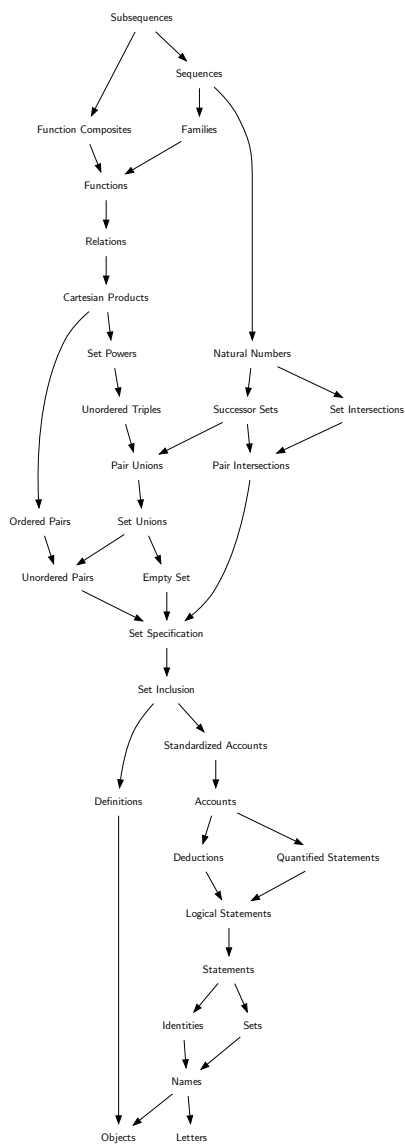 Subsequences
Sequences
Function Composites
Families
Functions
Relations
Cartesian Products
Set Powers
Natural Numbers
Unordered Triples
Successor Sets
Set Intersections
Pair Unions
Pair Intersections
Ordered Pairs
Set Unions
Unordered Pairs
Empty Set
Set Specification
Set Inclusion
Standardized Accounts
Definitions
Accounts
Deductions
Quantified Statements
Logical Statements
Statements
Identities
Sets
Names
Objects
Letters